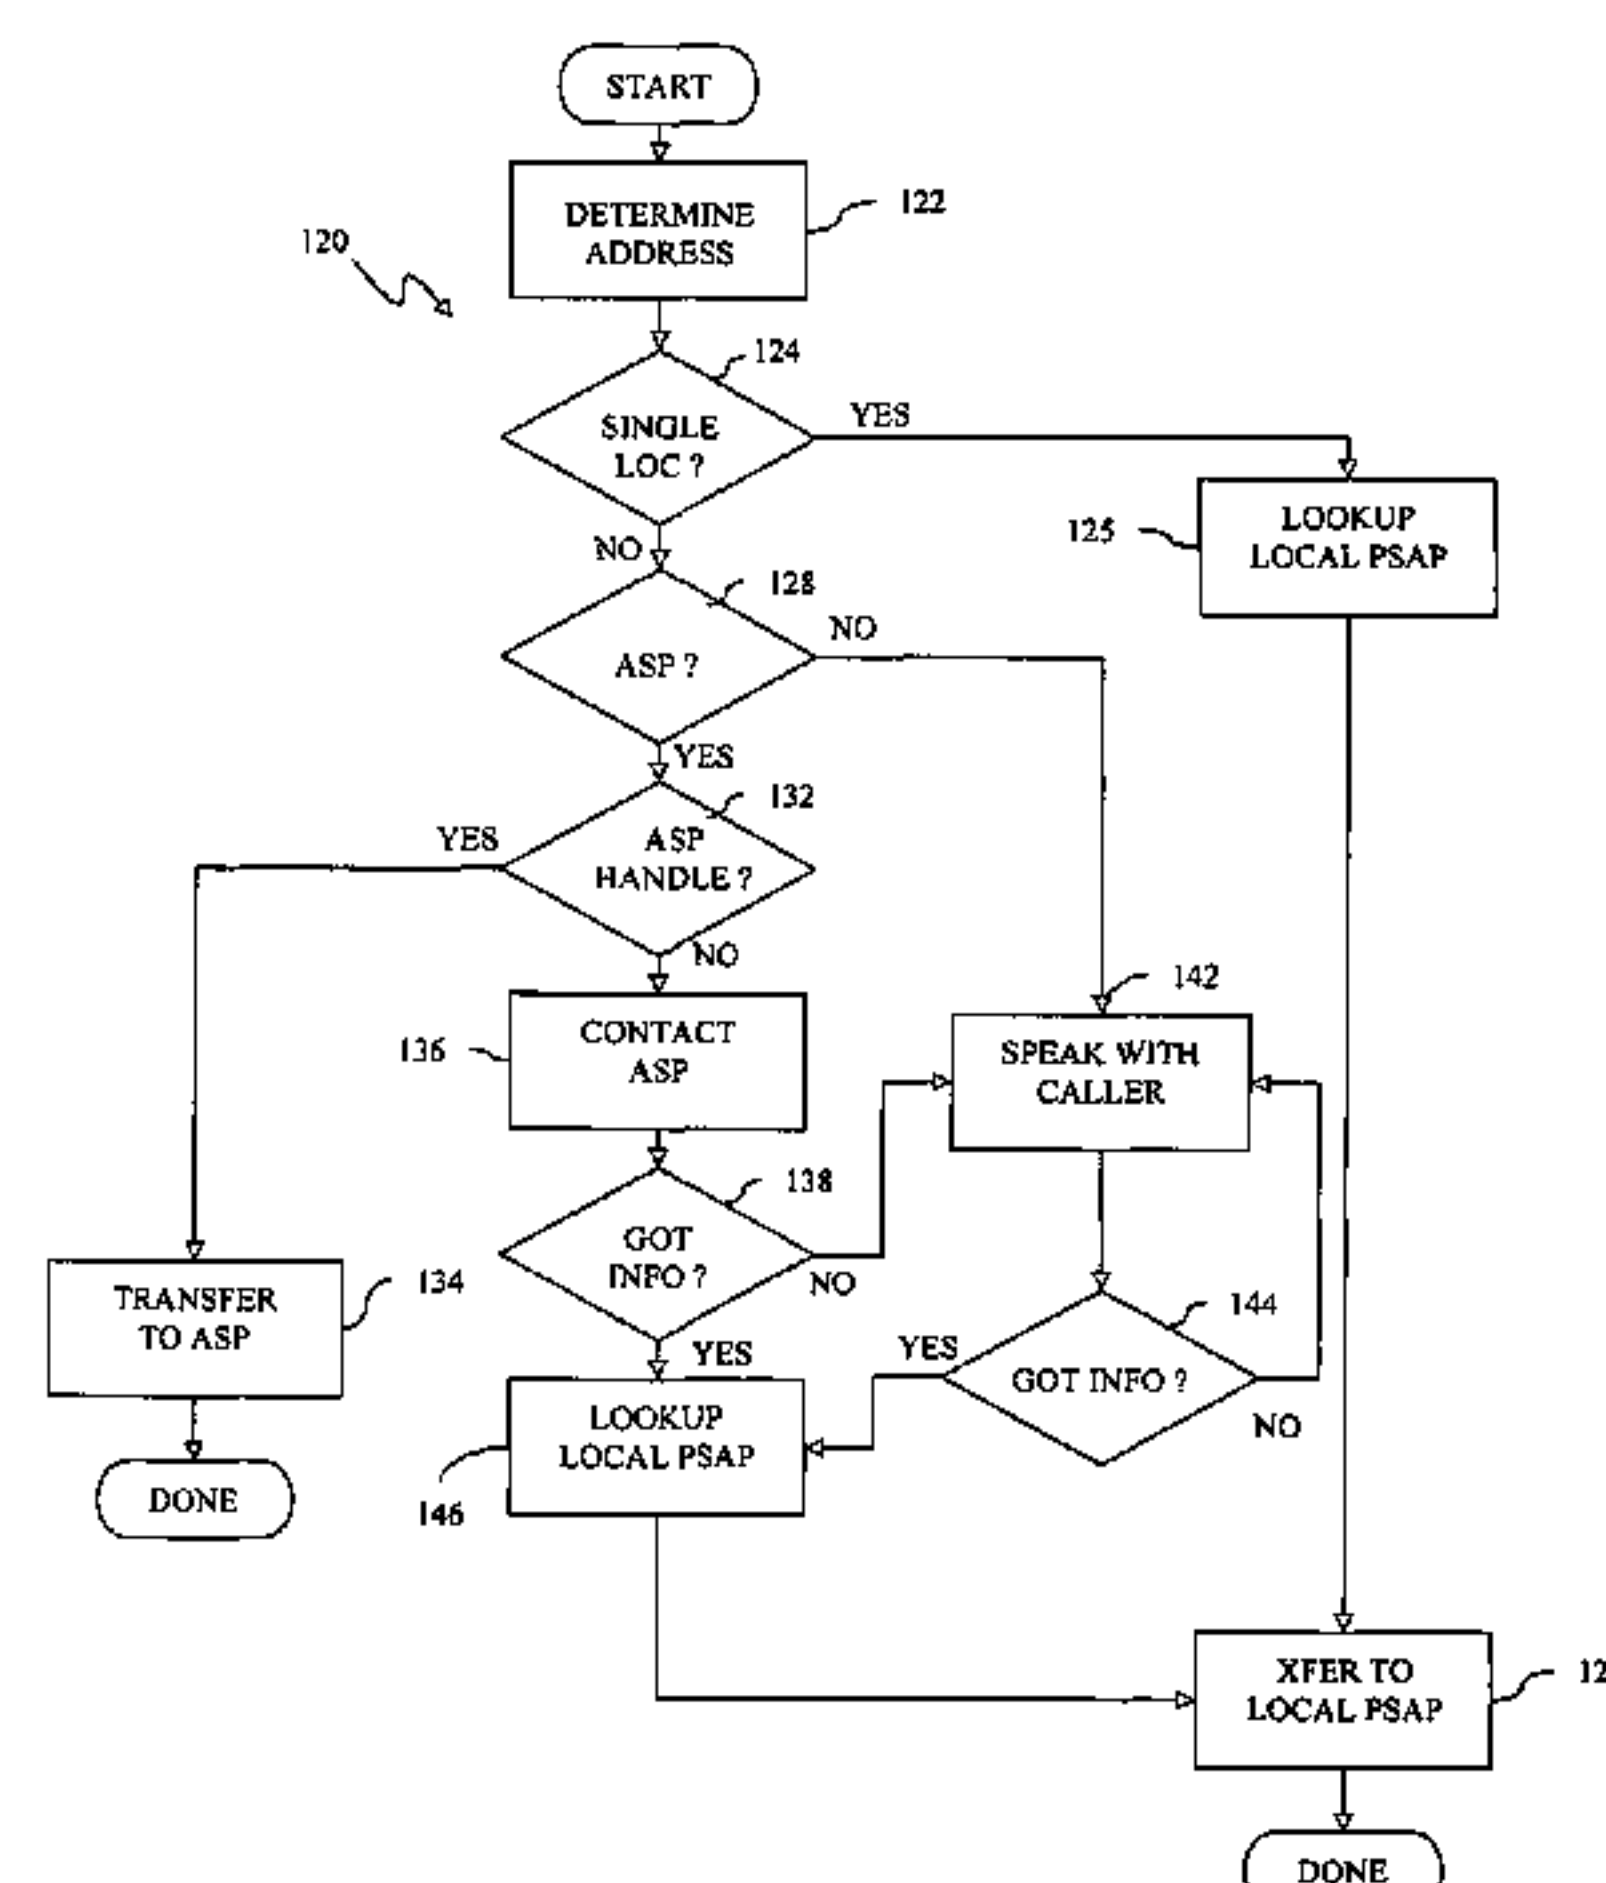 START
DETERMINE
ADDRESS
122
120
124
SINGLE
LOC ?
YES
NO
LOOKUP
LOCAL PSAP
125
128
ASP ?
NO
YES
132
ASP
HANDLE ?
YES
NO
CONTACT
ASP
136
142
SPEAK WITH
CALLER
138
GOT
INFO ?
NO
YES
TRANSFER
TO ASP
134
144
GOT INFO ?
YES
NO
LOOKUP
LOCAL PSAP
146
DONE
XFER TO
LOCAL PSAP
12
DONE